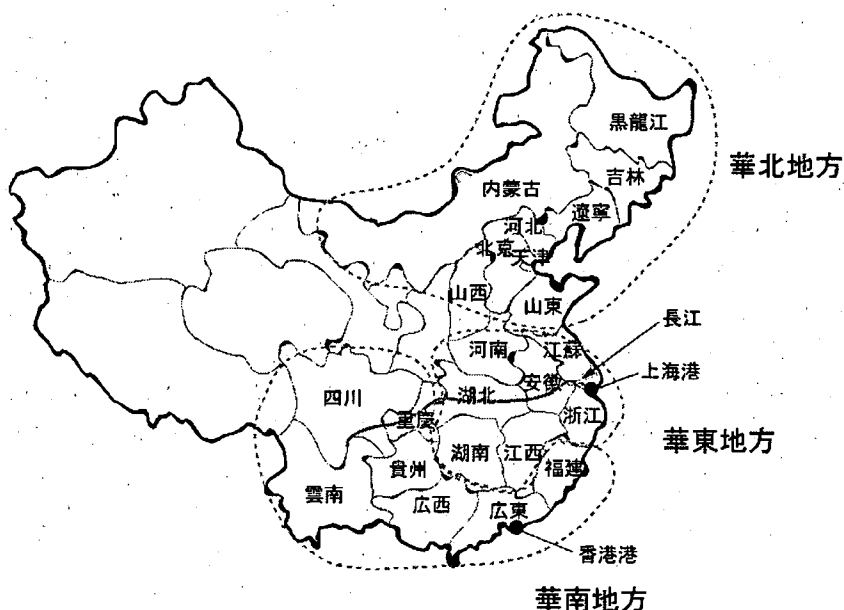 黒龍江
吉林
遼寧
内蒙古
河北
北京
天津
山西
山東
華北地方
河南
江蘇
長江
安徽
上海港
四川
湖北
重慶
浙江
華東地方
湖南
江西
福建
貴州
雲南
広西
広東
香港港
華南地方